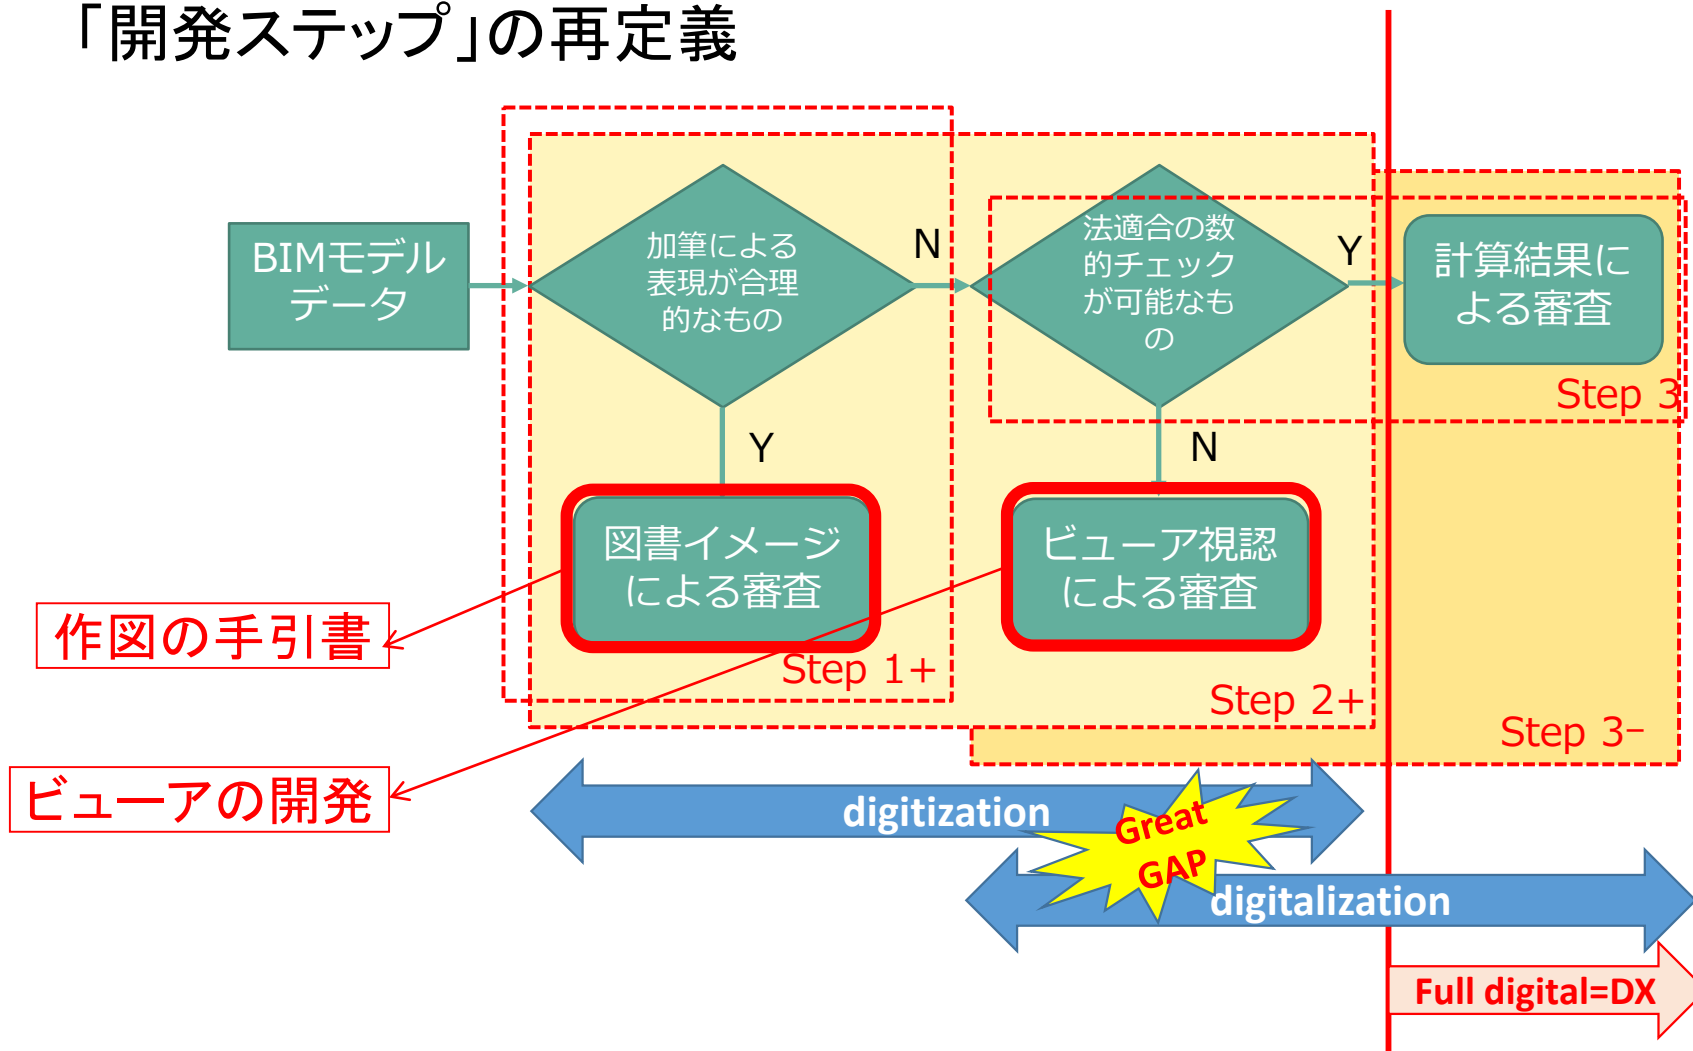 「開発ステップ」の再定義
BIMモデル
データ
加筆による
表現が合理
的なもの
N
法適合の数
的チェック
が可能なも
の
Y
計算結果に
よる審査
Step 3
Y
N
図書イメージ
による審査
ビューア視認
による審査
作図の手引書
Step 1+
Step 2+
Step 3-
ビューアの開発
digitization
Great
GAP
digitalization
Full digital=DX